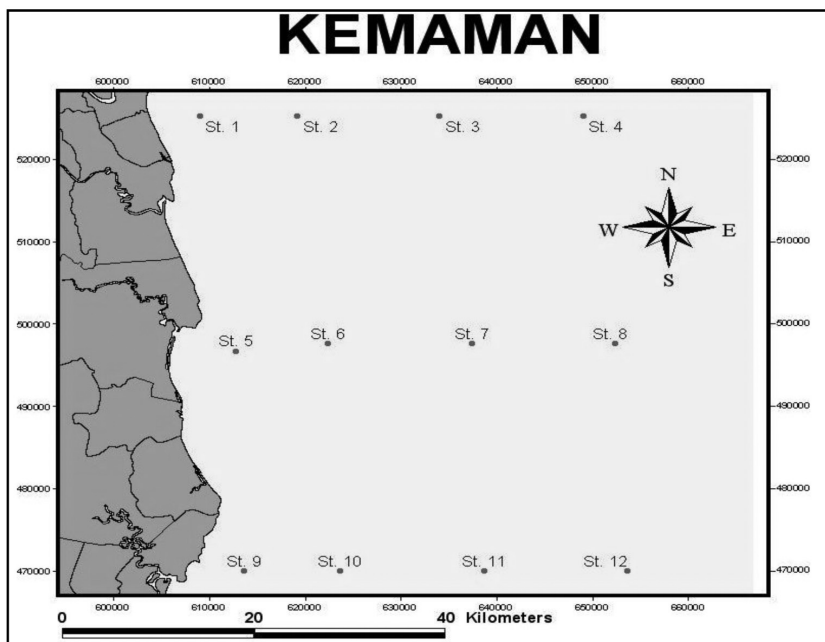 KEMAMAN
600000 610000 620000 630000 640000 650000 660000
St. 1 St. 2 St. 3 St. 4
520000 520000
N
W E
S
510000 510000
500000 500000
St. 5 St. 6 St. 7 St. 8
490000 490000
480000 480000
St. 9 St. 10 St. 11 St. 12
470000 470000
600000 610000 620000 630000 640000 650000 660000
0 20 40 Kilometers